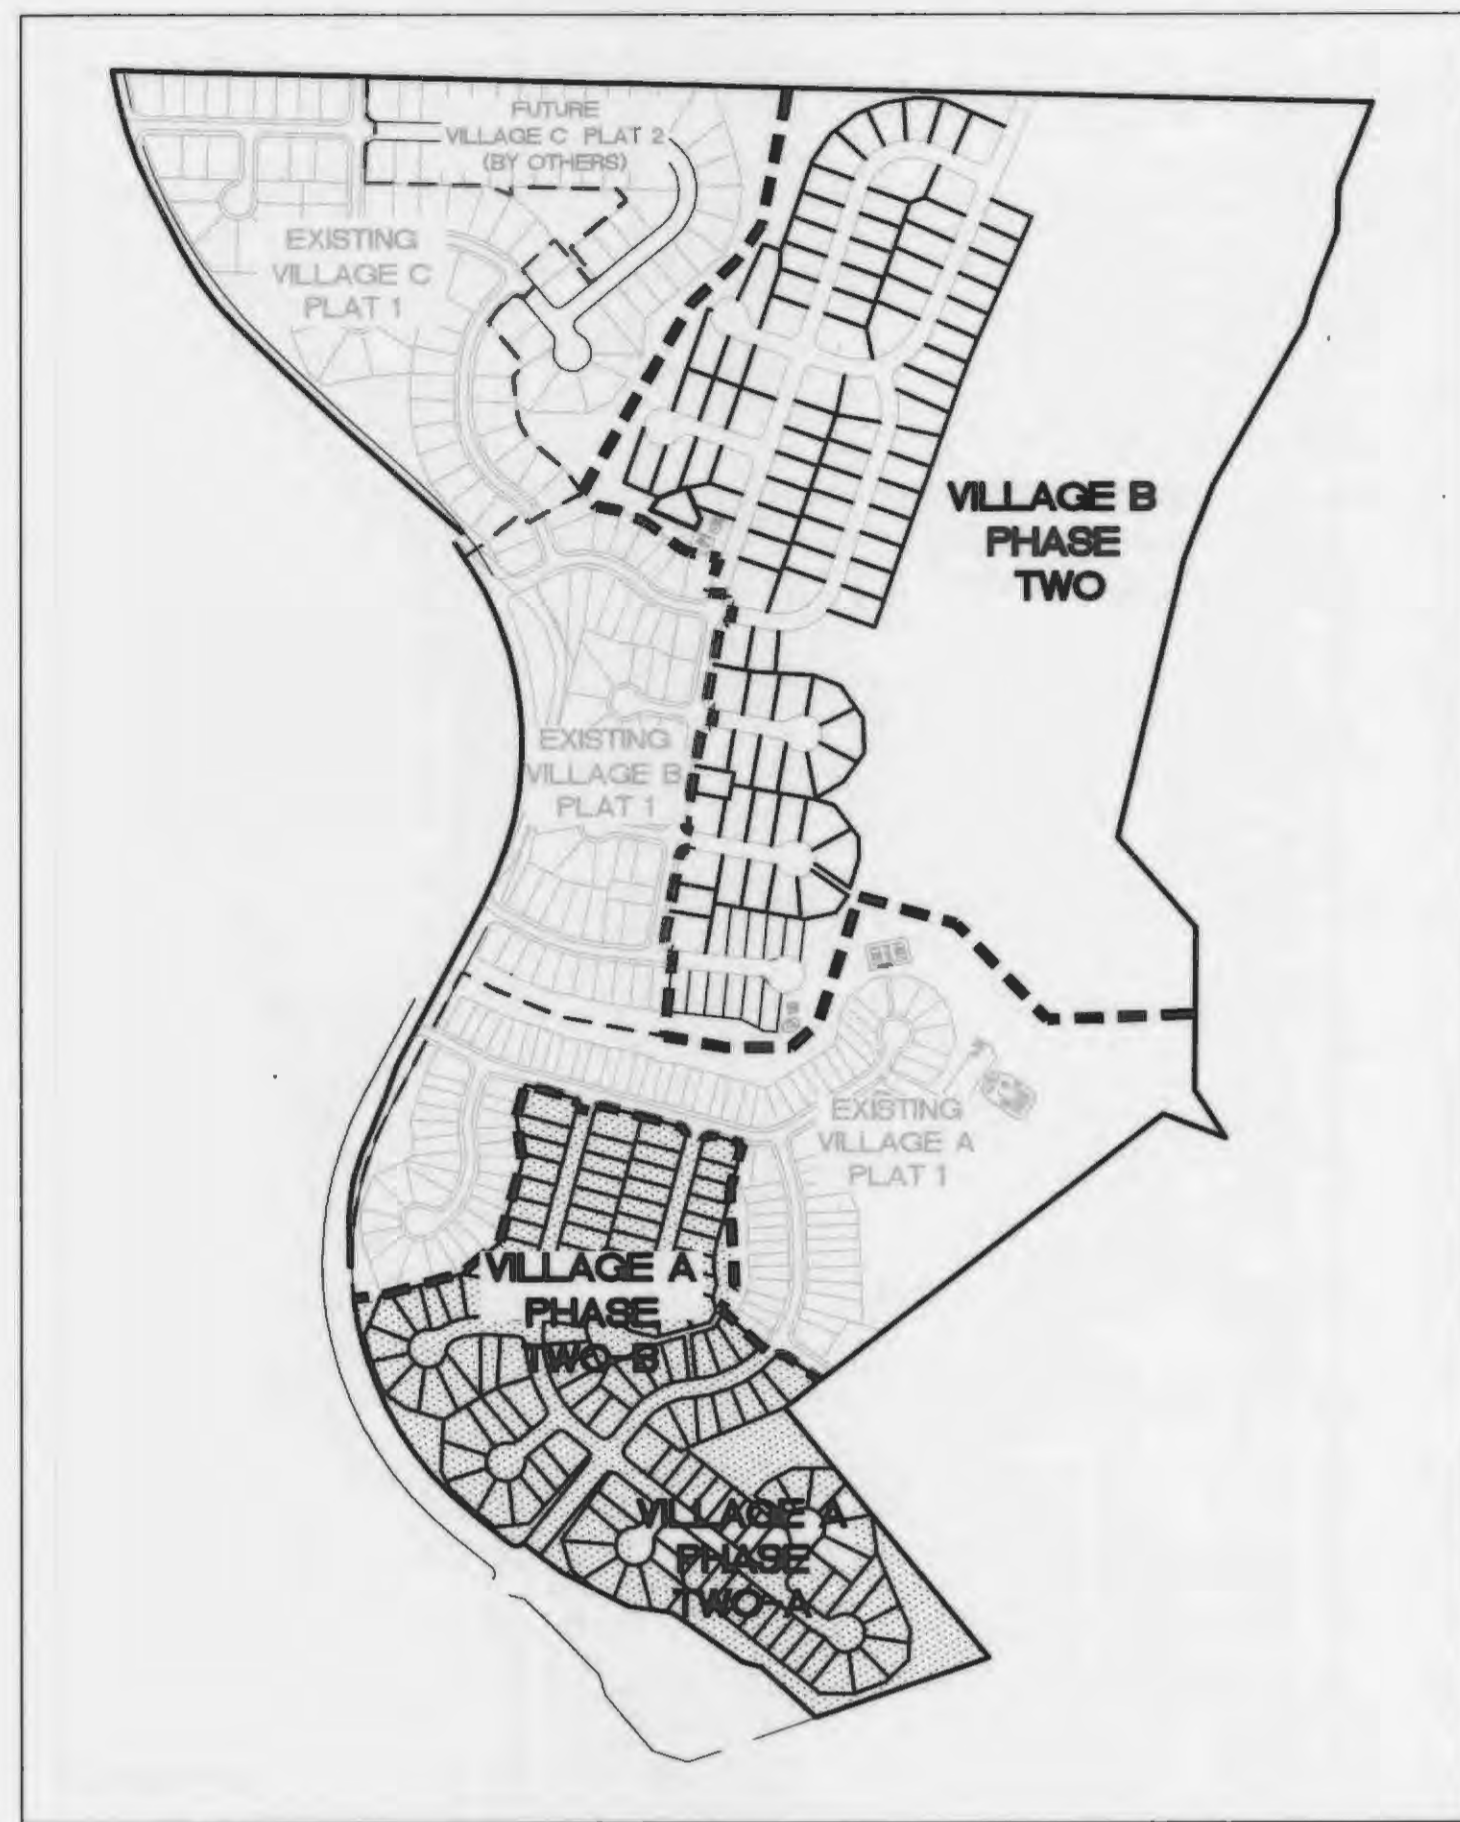 FUTURE
VILLAGE C PLAT 2
(BY OTHERS)
EXISTING
VILLAGE C
PLAT 1
VILLAGE B
PHASE
TWO
EXISTING
VILLAGE B
PLAT 1
EXISTING
VILLAGE A
PLAT 1
VILLAGE A
PHASE
TWO-B
VILLAGE A
PHASE
TWO-A